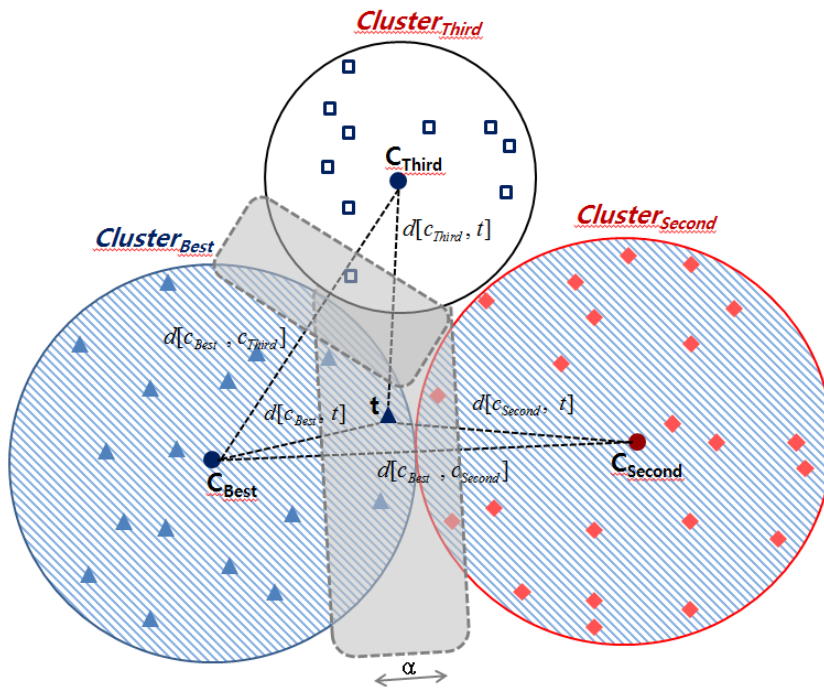 Cluster_Third
C_Third
Cluster_Second
d[c_Third, t]
Cluster_Best
d[c_Best, c_Third]
t
d[c_Best, t]
d[c_Second, t]
d[c_Best, c_Second]
C_Second
C_Best
α